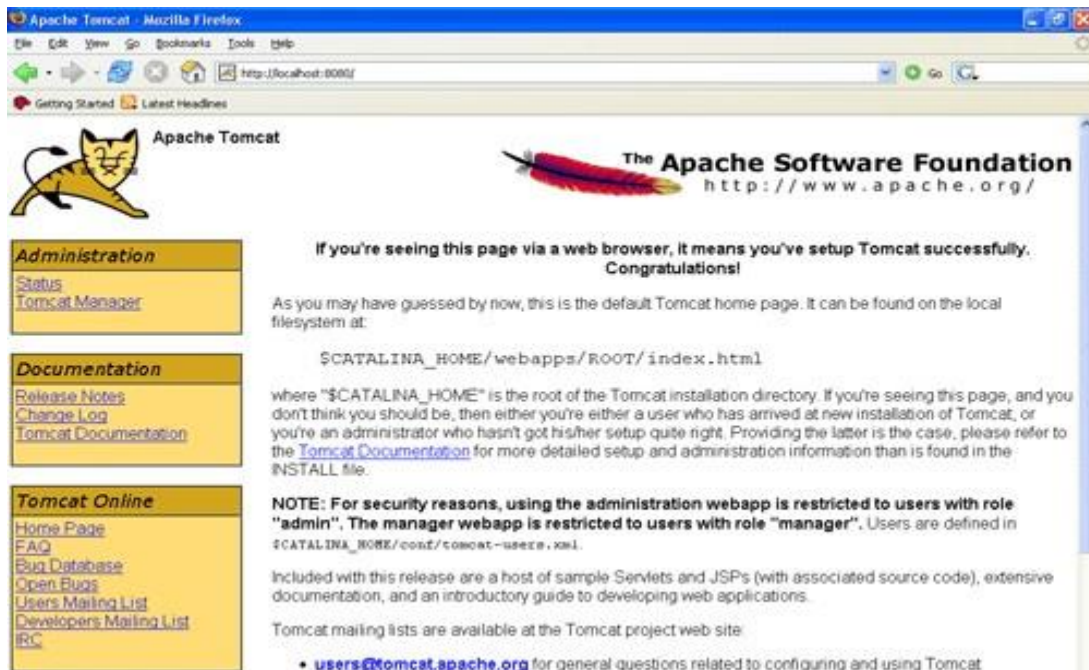 Apache Tomcat - Mozilla Firefox
File Edit View Go Bookmarks Tools Help
http://localhost:8080/
Go
Getting Started Latest Headlines
Apache Tomcat
The Apache Software Foundation
http://www.apache.org/
Administration
Status
Tomcat Manager
Documentation
Release Notes
Change Log
Tomcat Documentation
Tomcat Online
Home Page
FAQ
Bug Database
Open Bugs
Users Mailing List
Developers Mailing List
IRC
If you're seeing this page via a web browser, it means you've setup Tomcat successfully.
Congratulations!
As you may have guessed by now, this is the default Tomcat home page. It can be found on the local
filesystem at:
$CATALINA_HOME/webapps/ROOT/index.html
where "$CATALINA_HOME" is the root of the Tomcat installation directory. If you're seeing this page, and you
don't think you should be, then either you're either a user who has arrived at new installation of Tomcat, or
you're an administrator who hasn't got his/her setup quite right. Providing the latter is the case, please refer to
the Tomcat Documentation for more detailed setup and administration information than is found in the
INSTALL file.
NOTE: For security reasons, using the administration webapp is restricted to users with role
"admin". The manager webapp is restricted to users with role "manager". Users are defined in
$CATALINA_HOME/conf/tomcat-users.xml.
Included with this release are a host of sample Servlets and JSPs (with associated source code), extensive
documentation, and an introductory guide to developing web applications.
Tomcat mailing lists are available at the Tomcat project web site:
• users@tomcat.apache.org for general questions related to configuring and using Tomcat